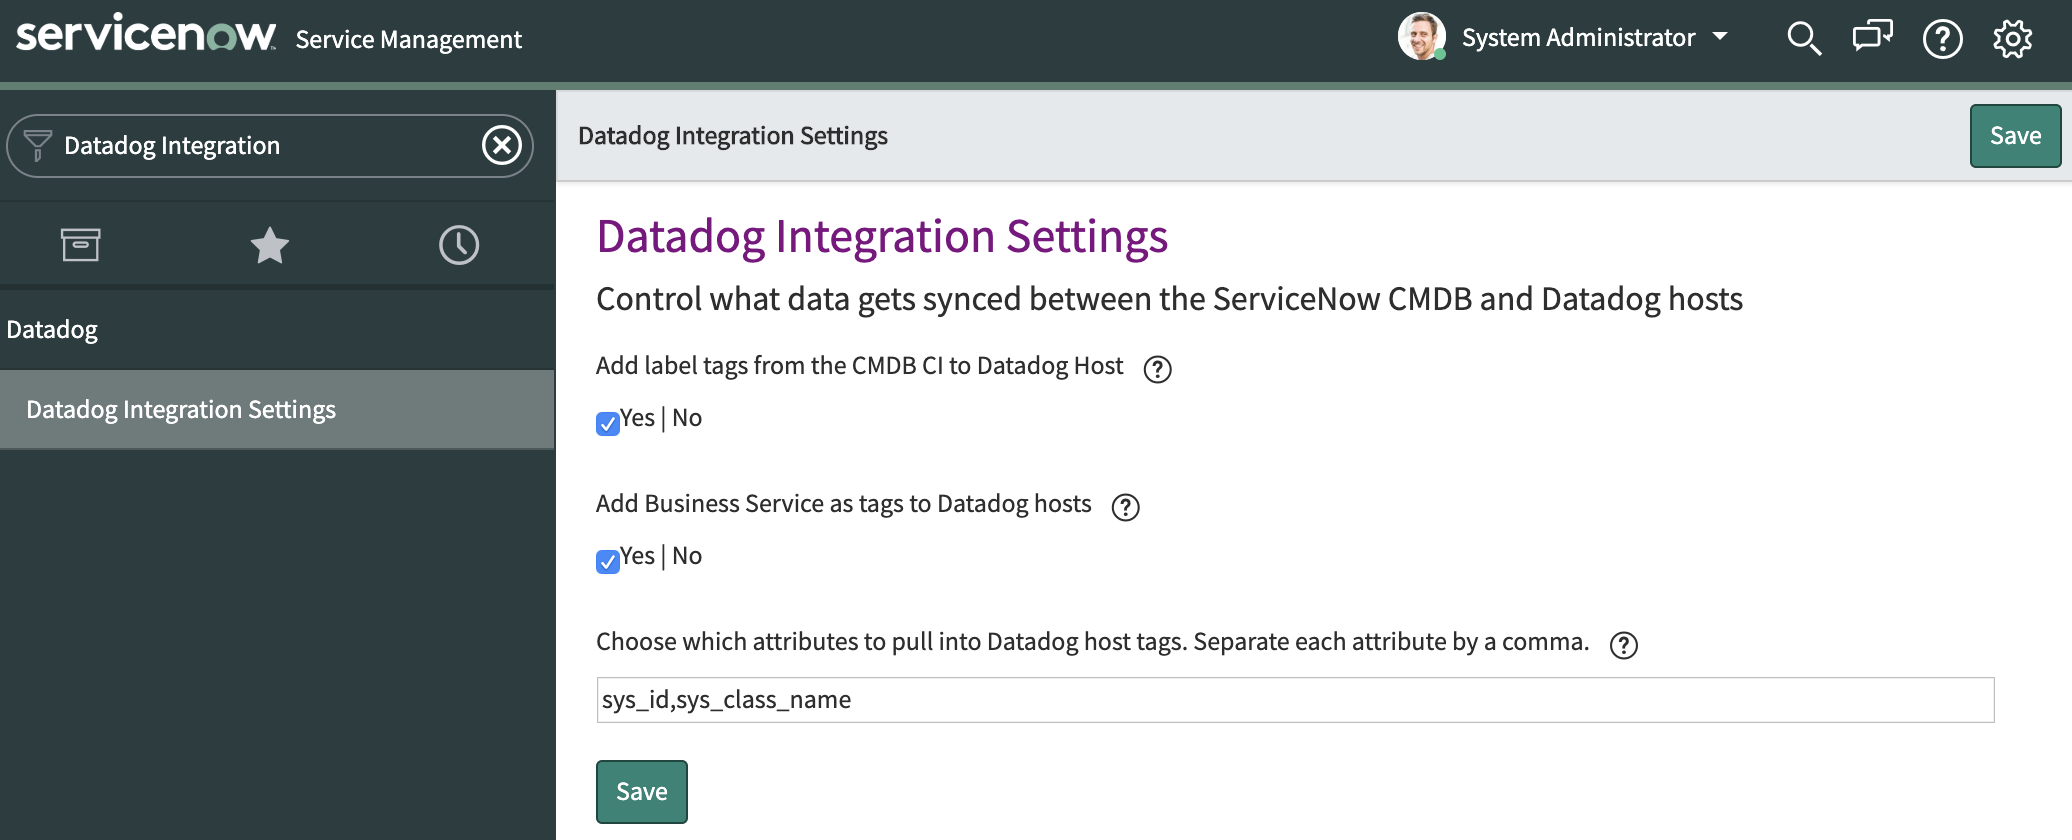 servicenow Service Management
System Administrator
Datadog Integration
Datadog
Datadog Integration Settings
Datadog Integration Settings
Save
Datadog Integration Settings
Control what data gets synced between the ServiceNow CMDB and Datadog hosts
Add label tags from the CMDB CI to Datadog Host
Yes | No
Add Business Service as tags to Datadog hosts
Yes | No
Choose which attributes to pull into Datadog host tags. Separate each attribute by a comma.
sys_id,sys_class_name
Save